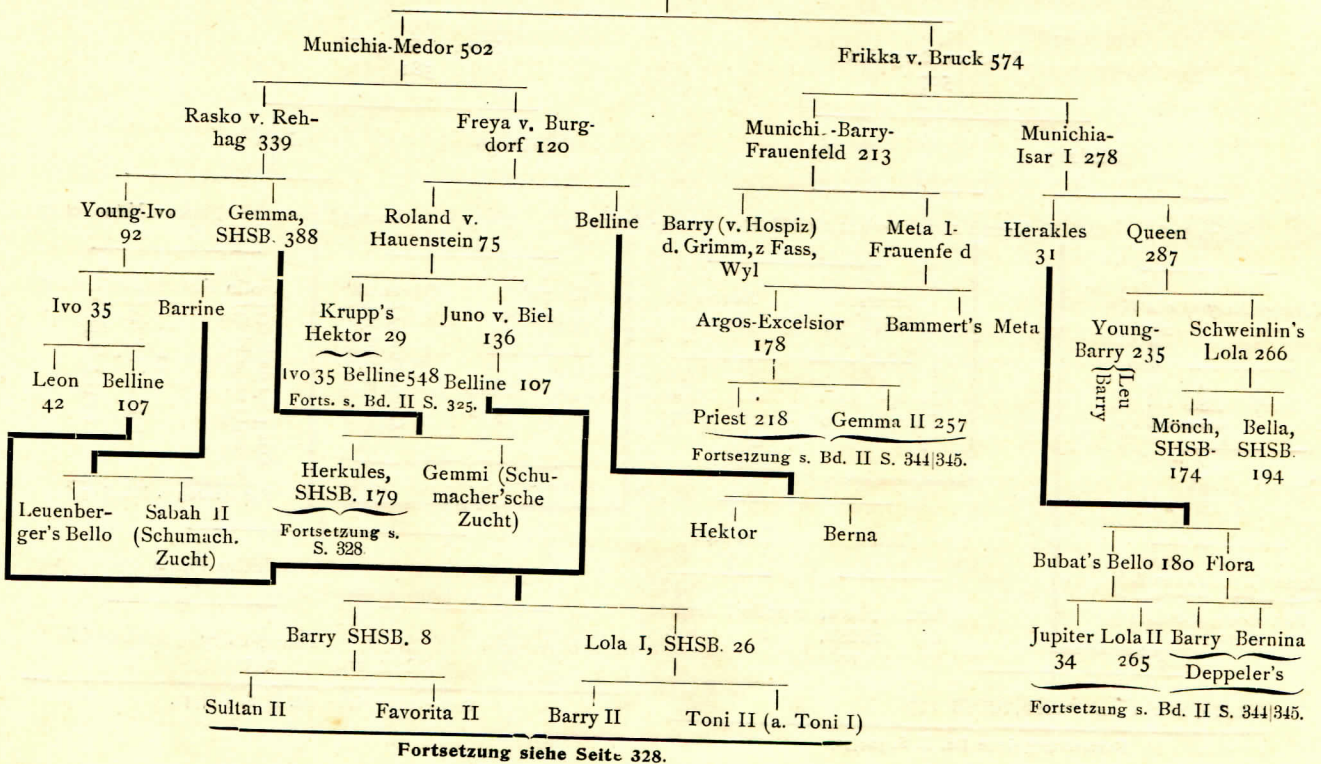 Munichia-Medor 502
Frikka v. Bruck 574
Rasko v. Reh-
hag 339
Freya v. Burg-
dorf 120
Munichi.-Barry-
Frauenfeld 213
Munichia-
Isar I 278
Young-Ivo
92
Gemma,
SHSB. 388
Roland v.
Hauenstein 75
Belline
Barry (v. Hospiz)
d. Grimm, z Fass,
Wyl
Meta I-
Frauenfe d
Herakles
31
Queen
287
Ivo 35
Barrine
Krupp's
Hektor 29
Juno v. Biel
136
Argos-Excelsior
178
Bammert's Meta
Young-
Barry 235
Schweinlin's
Lola 266
Leon
42
Belline
107
Ivo 35 Belline 548
Belline 107
Forts. s. Bd. II S. 325.
Leu
Barry
Priest 218
Gemma II 257
Fortsetzung s. Bd. II S. 344|345.
Mönch,
SHSB-
174
Bella,
SHSB.
194
Leuenber-
ger's Bello
Sabah II
(Schumach.
Zucht)
Herkules,
SHSB. 179
Fortsetzung s.
S. 328
Gemmi (Schu-
macher'sche
Zucht)
Hektor
Berna
Bubat's Bello 180
Flora
Barry SHSB. 8
Lola I, SHSB. 26
Jupiter
34
Lola II
265
Barry
Bernina
Deppeler's
Sultan II
Favorita II
Barry II
Toni II (a. Toni I)
Fortsetzung s. Bd. II S. 344|345.
Fortsetzung siehe Seite 328.